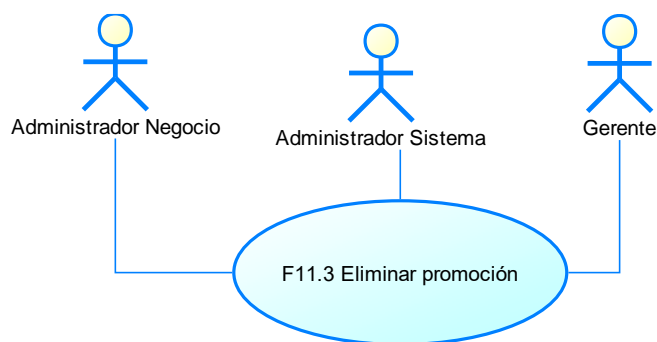 Administrador Negocio
Administrador Sistema
Gerente
F11.3 Eliminar promoción